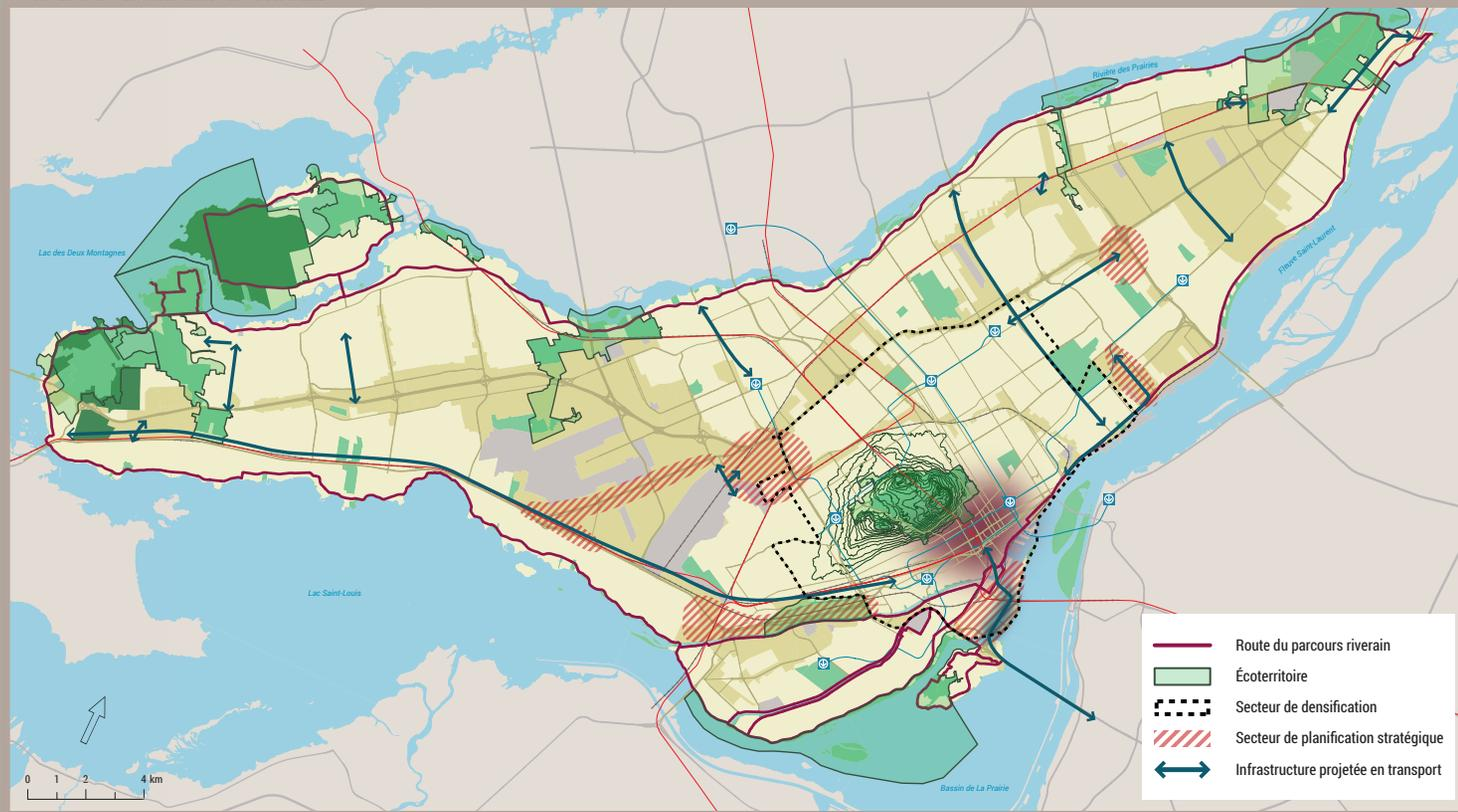 Rivière des Prairies
Lac des Deux Montagnes
Fleuve Saint-Laurent
Lac Saint-Louis
Bassin de La Prairie
0 1 2 4 km
Route du parcours riverain
Écoterritoire
Secteur de densification
Secteur de planification stratégique
Infrastructure projetée en transport